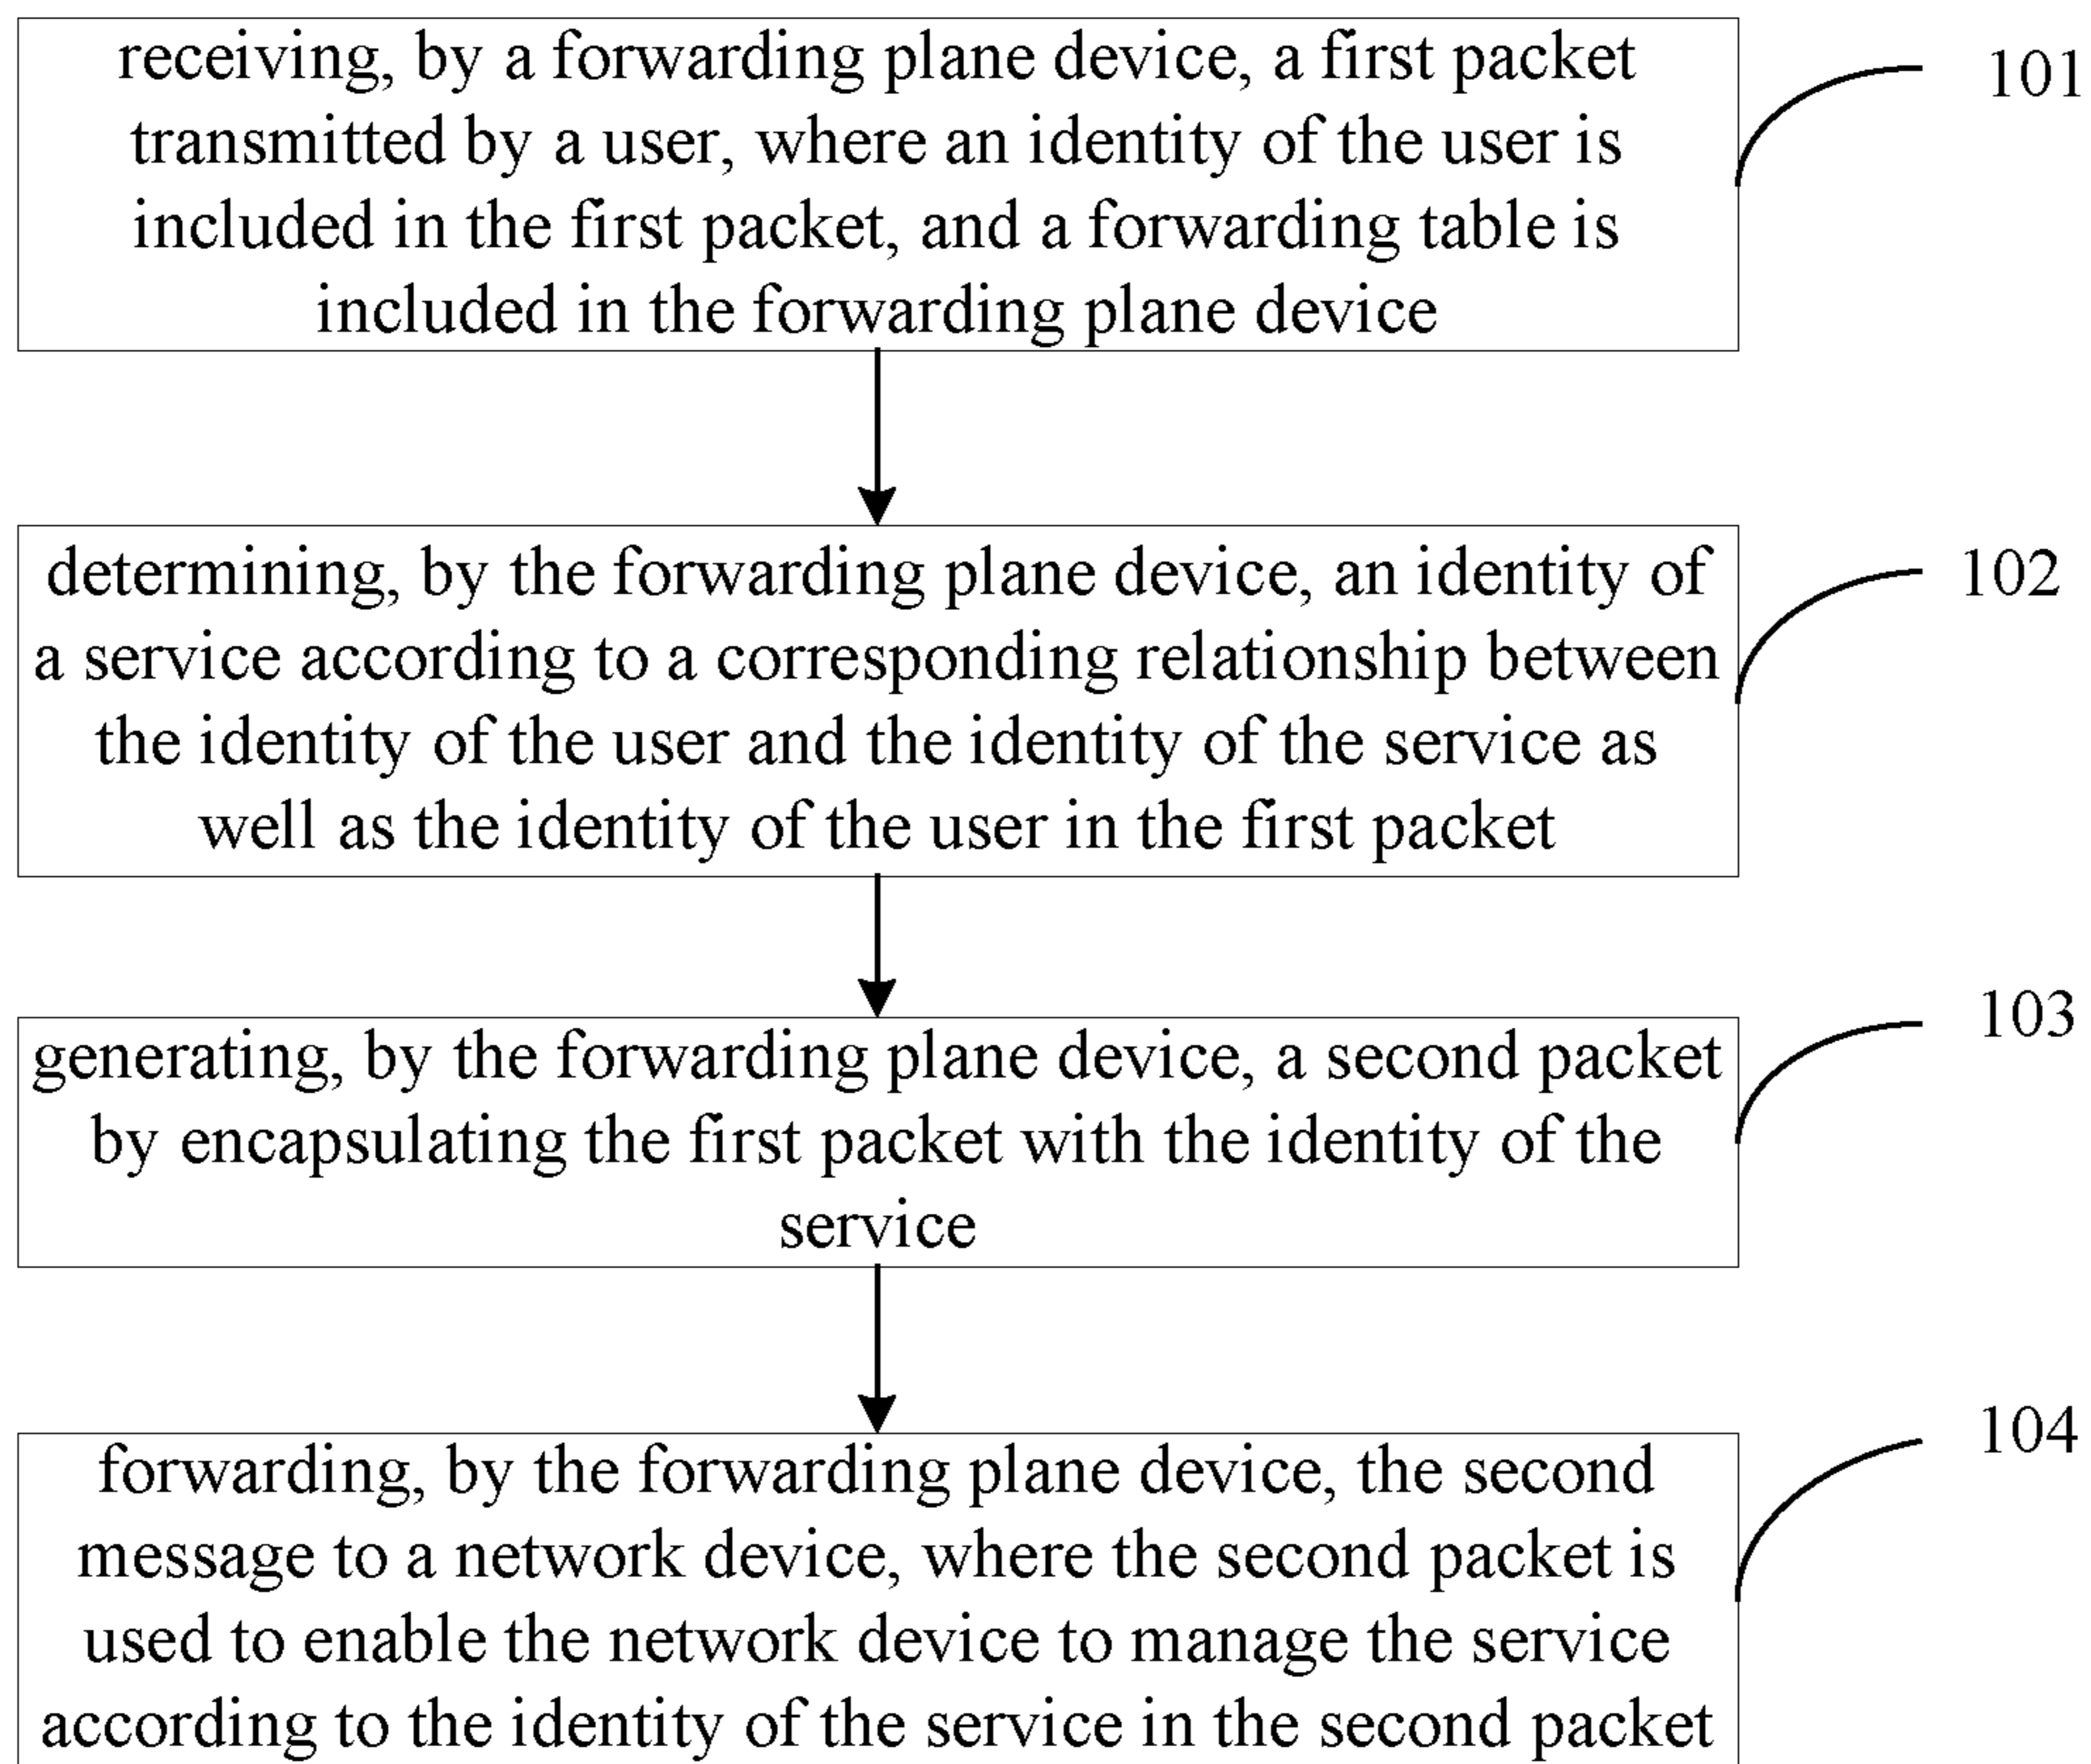 receiving, by a forwarding plane device, a first packet
transmitted by a user, where an identity of the user is
included in the first packet, and a forwarding table is
included in the forwarding plane device
101
determining, by the forwarding plane device, an identity of
a service according to a corresponding relationship between
the identity of the user and the identity of the service as
well as the identity of the user in the first packet
102
generating, by the forwarding plane device, a second packet
by encapsulating the first packet with the identity of the
service
103
forwarding, by the forwarding plane device, the second
message to a network device, where the second packet is
used to enable the network device to manage the service
according to the identity of the service in the second packet
104